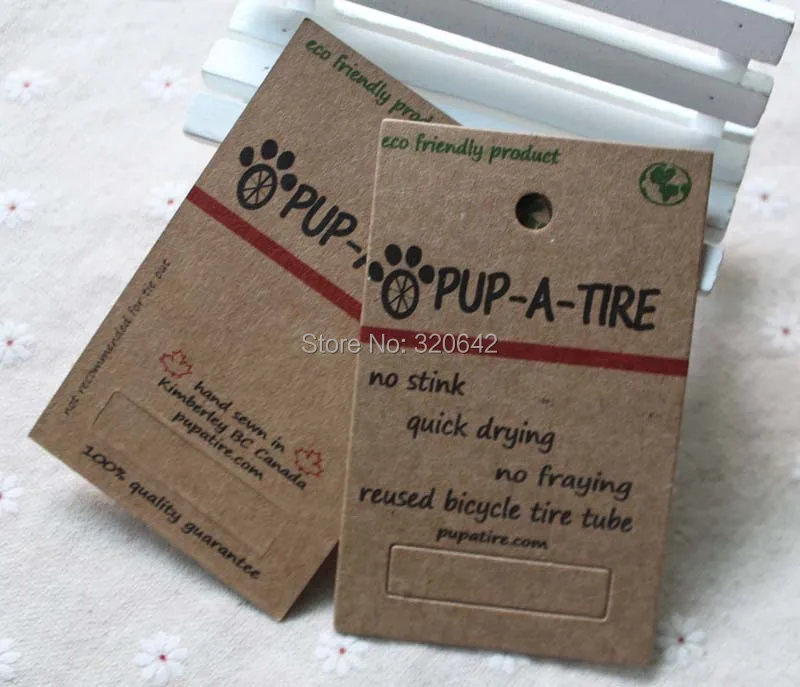 eco friendly product
PUP-A-TIRE
no stink
quick drying
no fraying
reused bicycle tire tube
pupatire.com
eco friendly prod
PUP-A
not recommended for tie out
hand sewn in
Kimberley BC Canada
pupatire.com
100% quality guarantee
Store No: 320642